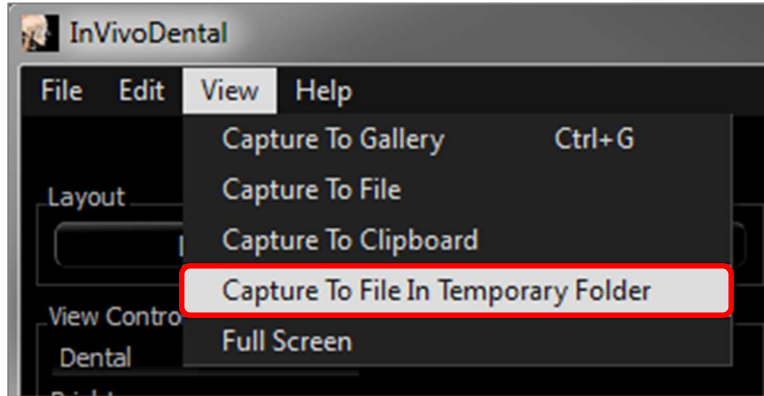 InVivoDental
File Edit View Help
Capture To Gallery Ctrl+G
Layout
Capture To File
Capture To Clipboard
Capture To File In Temporary Folder
View Contro
Full Screen
Dental